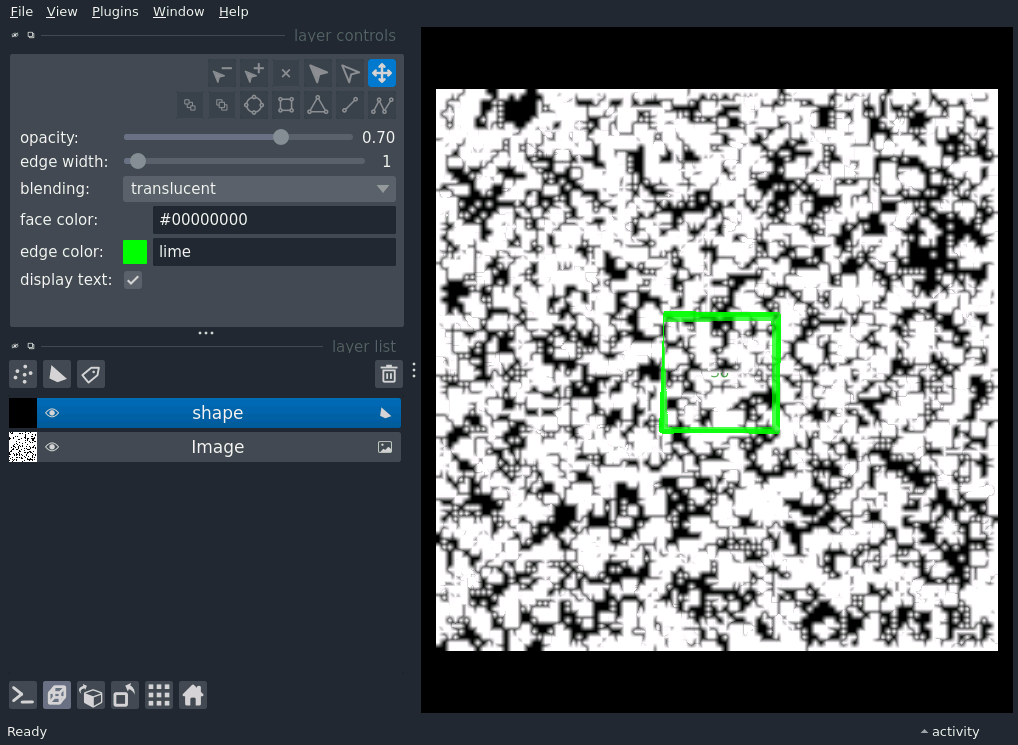 File View Plugins Window Help
layer controls
opacity: 0.70
edge width: 1
blending: translucent
face color: #00000000
edge color: lime
display text:
layer list
shape
Image
Ready
activity